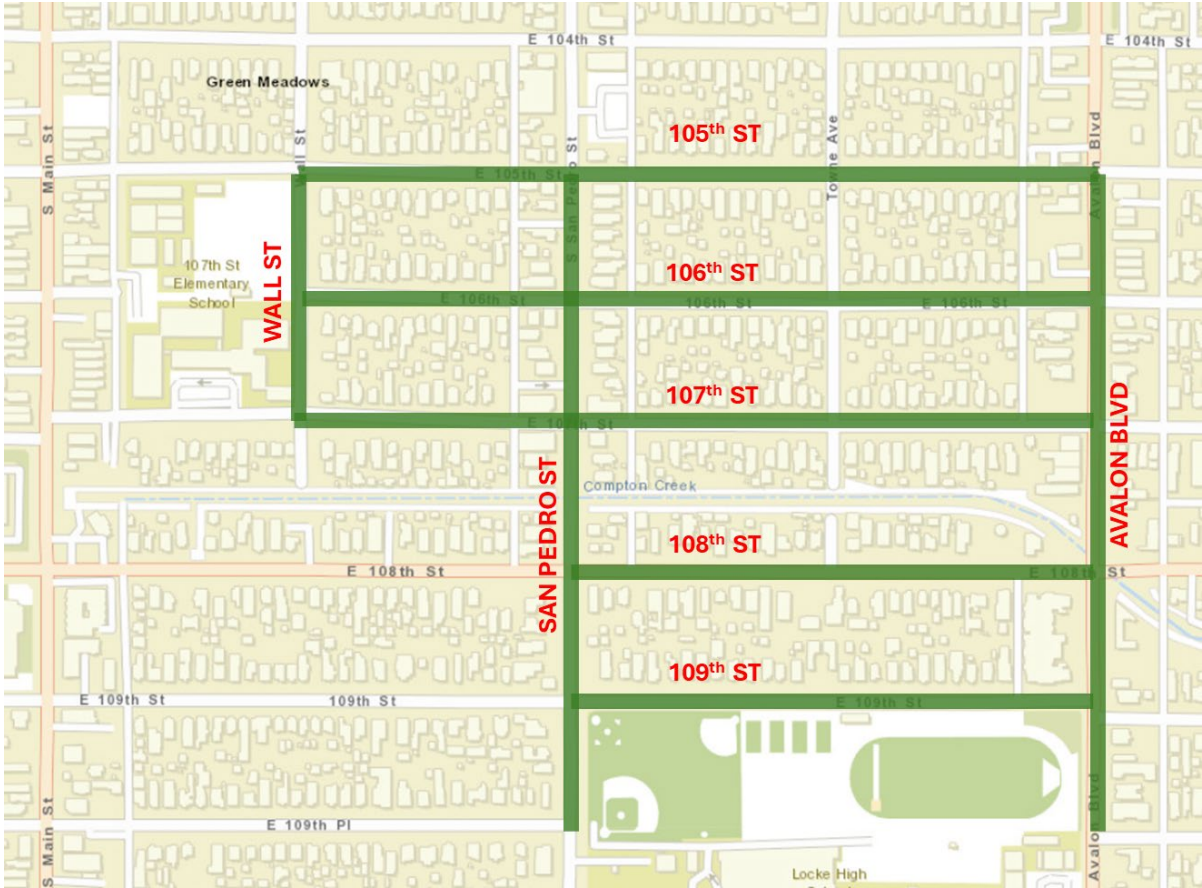 E 104th St
E 104th St
Green Meadows
105th ST
S Main St
Wall St
S San Pedro St
Towne Ave
Avalon Blvd
E 105th St
107th St
Elementary
School
WALL ST
106th ST
E 106th St
106th St
E 106th St
107th ST
E 107th St
AVALON BLVD
SAN PEDRO ST
Compton Creek
108th ST
E 108th St
E 108th St
109th ST
E 109th St
109th St
E 109th St
E 109th Pl
S Main St
Avalon Blvd
Locke High